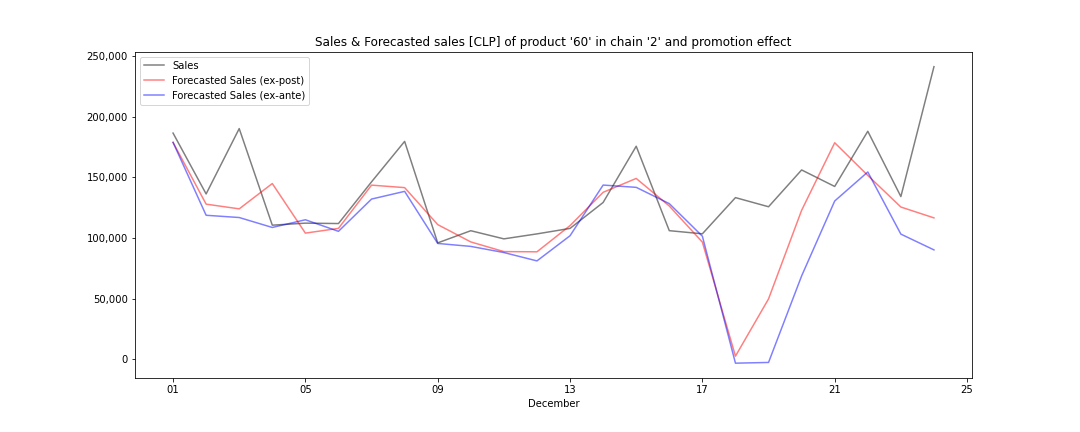 Sales & Forecasted sales [CLP] of product '60' in chain '2' and promotion effect
250,000
200,000
150,000
100,000
50,000
0
Sales
Forecasted Sales (ex-post)
Forecasted Sales (ex-ante)
01 05 09 13 17 21 25
December